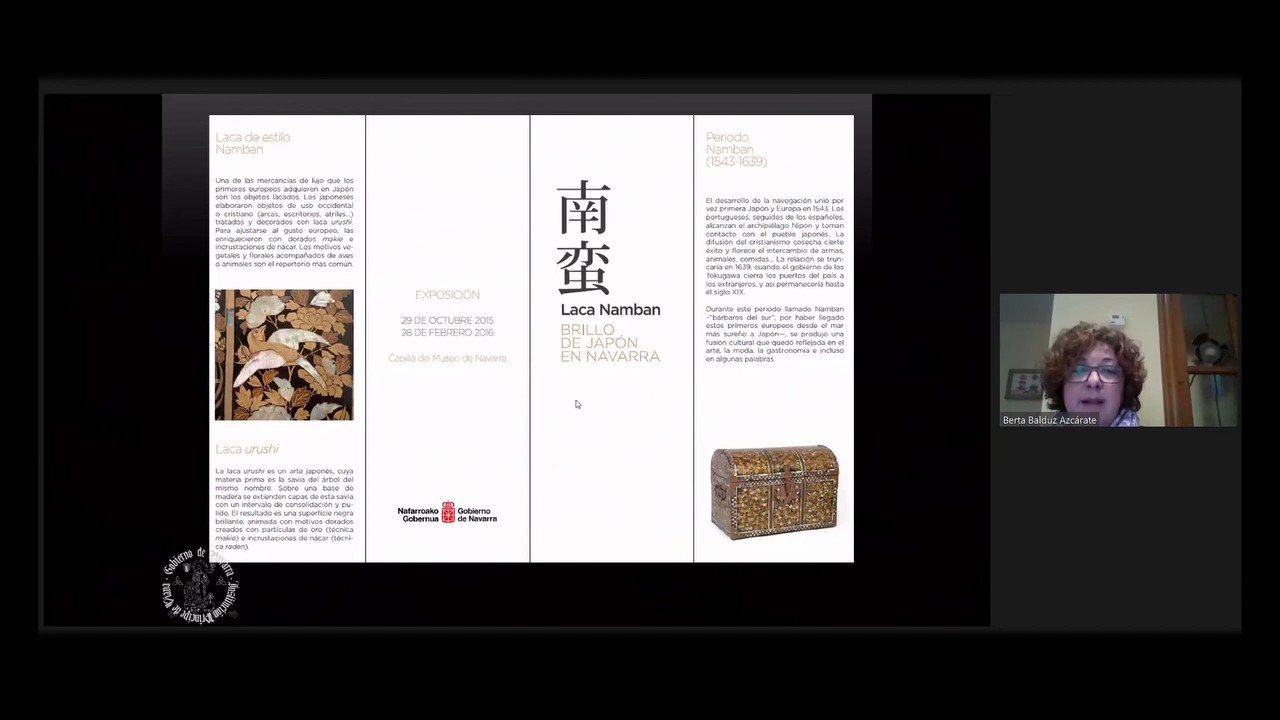 Laca de estilo
Namban
Una de las mercancías de lujo que los
primeros europeos adquieren en Japón
son los objetos lacados. Los japoneses
elaboraron objetos de uso occidental
o cristiano (arcas, escritorios, atriles...)
tratados y decorados con laca urushi.
Para ajustarse al gusto europeo, las
enriquecieron con dorados makie e
incrustaciones de nácar. Los motivos ve-
getales y florales acompañados de aves
o animales son el repertorio más común.
Laca urushi
La laca urushi es un arte japonés, cuya
materia prima es la savia del árbol del
mismo nombre. Sobre una base de
madera se extienden capas de esta savia
con un intervalo de consolidación y pu-
lido. El resultado es una superficie negra
brillante, animada con motivos dorados
creados con partículas de oro (técnica
makie) e incrustaciones de nácar (técni-
ca raden).
EXPOSICIÓN
29 DE OCTUBRE 2015
28 DE FEBRERO 2016
Capilla del Museo de Navarra
Nafarroako
Gobernua
Gobierno
de Navarra
南
蛮
Laca Namban
BRILLO
DE JAPÓN
EN NAVARRA
Periodo
Namban
(1543-1639)
El desarrollo de la navegación unió por
vez primera Japón y Europa en 1543. Los
portugueses, seguidos de los españoles,
alcanzan el archipiélago Nipón y toman
contacto con el pueblo japonés. La
difusión del cristianismo cosecha cierto
éxito y florece el intercambio de armas,
animales, comidas... La relación se trun-
caría en 1639, cuando el gobierno de los
Tokugawa cierra los puertos del país a
los extranjeros, y así permanecería hasta
el siglo XIX.
Durante este periodo llamado Namban
-"bárbaros del sur", por haber llegado
estos primeros europeos desde el mar
más sureño a Japón-, se produjo una
fusión cultural que quedó reflejada en el
arte, la moda, la gastronomía e incluso
en algunas palabras.
Berta Balduz Azcárate
Gobierno de Navarra
Institución Príncipe de Viana